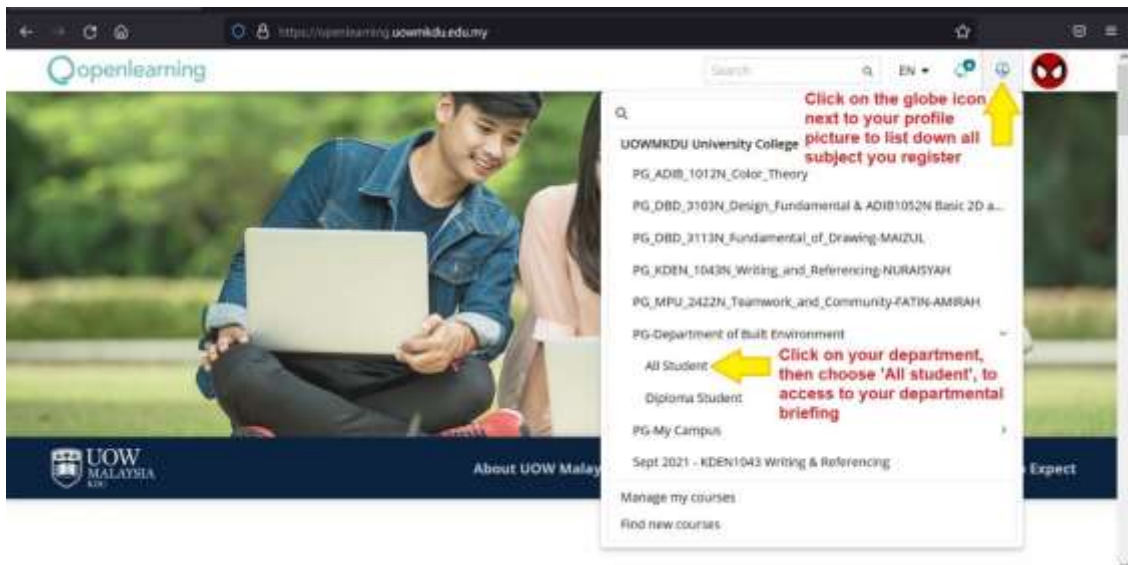 https://openlearning.uowmkdu.edu.my
openlearning
Search
EN
Click on the globe icon
next to your profile
picture to list down all
subject you register
UOWMKDU University College
PG_ADIB_1012N_Color_Theory
PG_DBD_3103N_Design_Fundamental & ADIB1052N Basic 2D a...
PG_DBD_3113N_Fundamental_of_Drawing-MAIZUL
PG_KDEN_1043N_Writing_and_Referencing-NURAISYAH
PG_MPU_2422N_Teamwork_and_Community-FATIN-AMIRAH
PG-Department of Built Environment
All Student
Click on your department,
then choose 'All student', to
access to your departmental
briefing
Diploma Student
PG-My Campus
Sept 2021 - KDEN1043 Writing & Referencing
Manage my courses
Find new courses
UOW
MALAYSIA
KDU
About UOW Malay
Expect